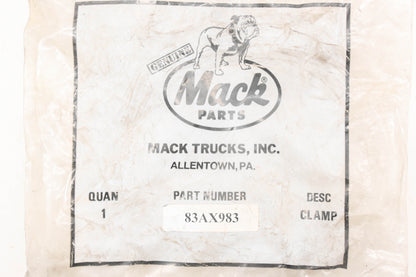 GENUINE
Mack
PARTS
MACK TRUCKS, INC.
ALLENTOWN, PA.
QUAN PART NUMBER DESC
1 83AX983 CLAMP